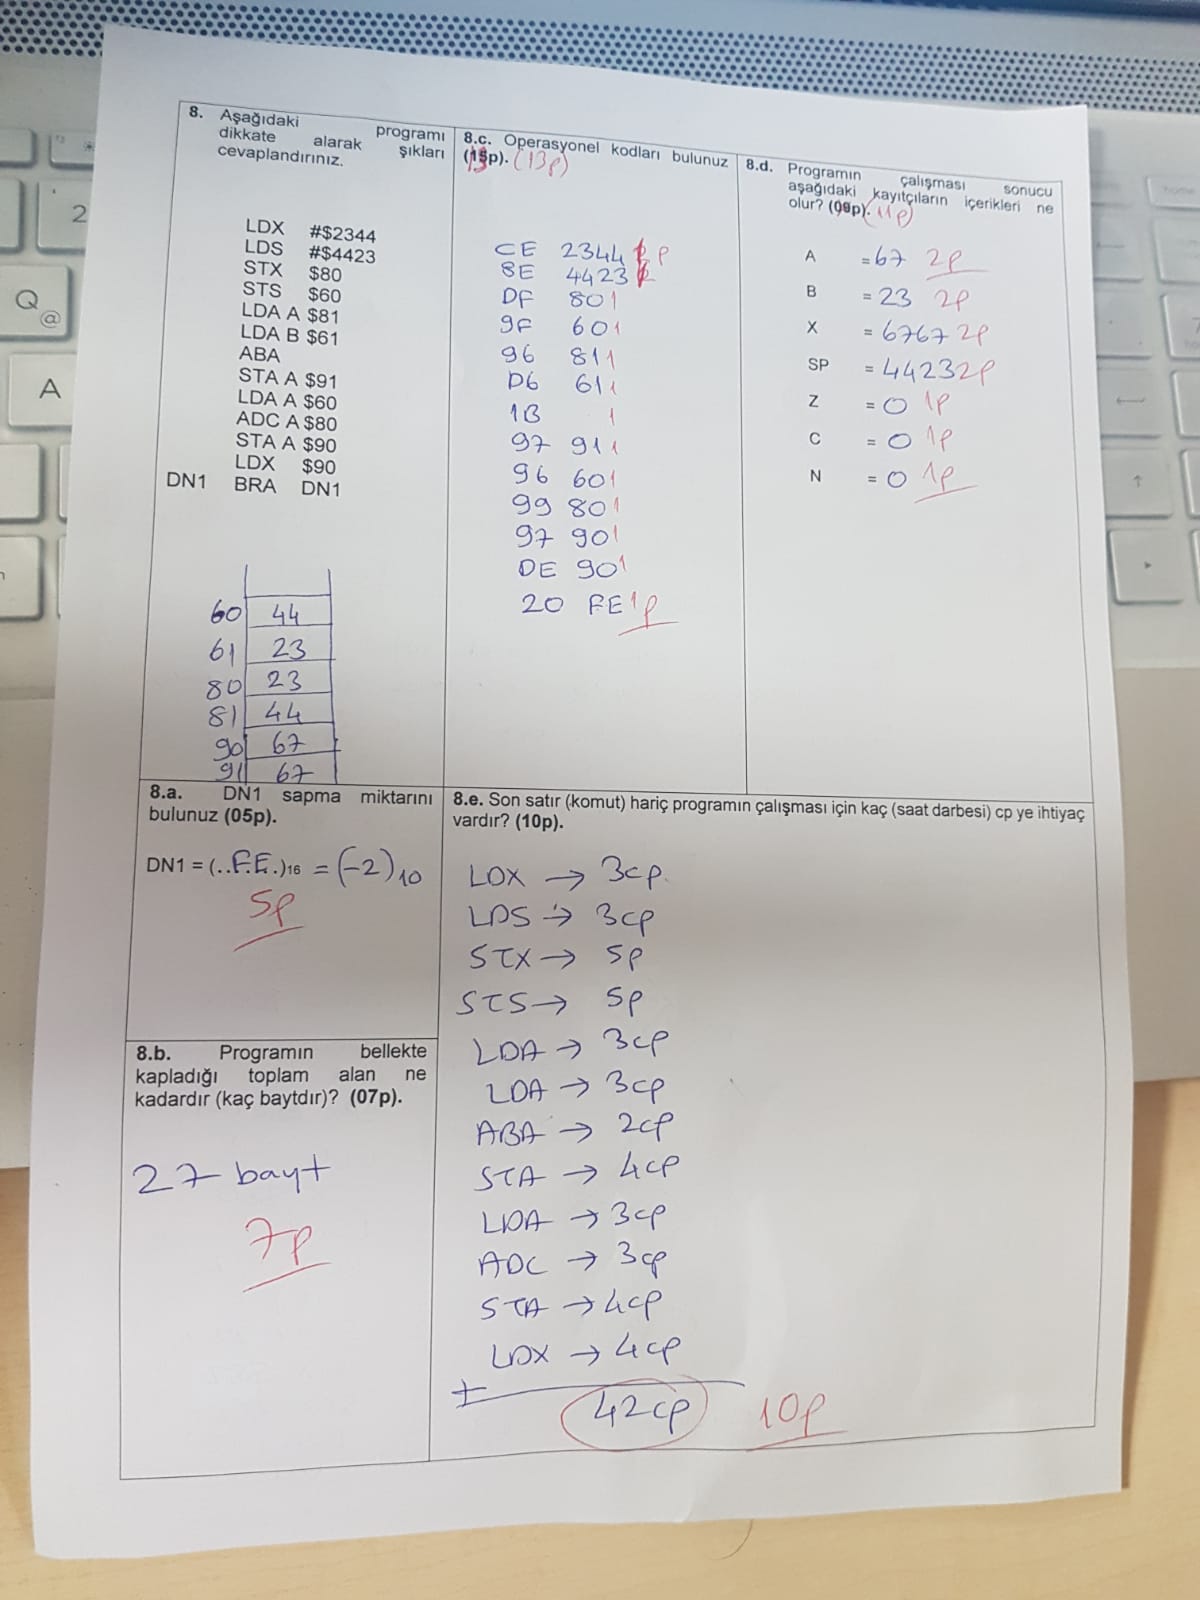 8. Aşağıdaki programı
dikkate alarak şıkları
cevaplandırınız.
LDX #$2344
LDS #$4423
STX $80
STS $60
LDA A $81
LDA B $61
ABA
STA A $91
LDA A $60
ADC A $80
STA A $90
LDX $90
DN1 BRA DN1
60 44
61 23
80 23
81 44
90 67
91 67
8.c. Operasyonel kodları bulunuz
(13p). (13p)
CE 2344 1p
8E 4423 1
DF 80 1
9F 60 1
96 81 1
D6 61 1
1B 1
97 91 1
96 60 1
99 80 1
97 90 1
DE 90 1
20 FE 1p
8.d. Programın çalışması sonucu
aşağıdaki kayıtçıların içerikleri ne
olur? (09p). (11p)
A =67 2p
B = 23 2p
X = 6767 2p
SP = 4423 2p
Z = 0 1p
C = 0 1p
N = 0 1p
8.a. DN1 sapma miktarını
bulunuz (05p).
DN1 = (..F.E.)16 = (-2)10
5p
8.b. Programın bellekte
kapladığı toplam alan ne
kadardır (kaç baytdır)? (07p).
27 bayt
7p
8.e. Son satır (komut) hariç programın çalışması için kaç (saat darbesi) cp ye ihtiyaç
vardır? (10p).
LDX → 3cp.
LDS → 3cp
STX → 5p
STS → 5p
LDA → 3cp
LDA → 3cp
ABA → 2cp
STA → 4cp
LDA → 3cp
ADC → 3cp
STA → 4cp
LDX → 4cp
+
42cp 10p